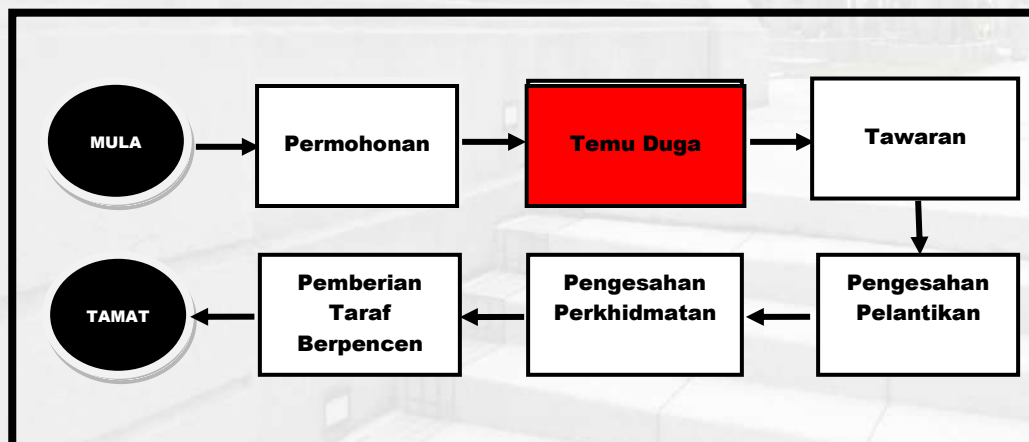 MULA
Permohonan
Temu Duga
Tawaran
Pengesahan
Pelantikan
Pengesahan
Perkhidmatan
Pemberian
Taraf
Berpencen
TAMAT